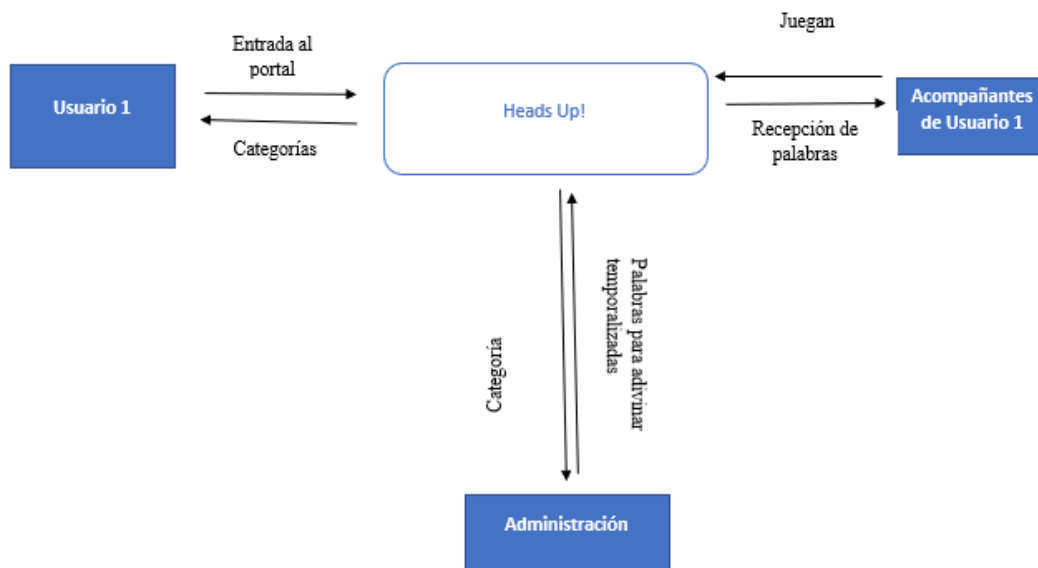 Juegan
Entrada al
portal
Usuario 1
Heads Up!
Acompañantes
de Usuario 1
Categorías
Recepción de
palabras
Categoría
Palabras para adivinar
temporalizadas
Administración